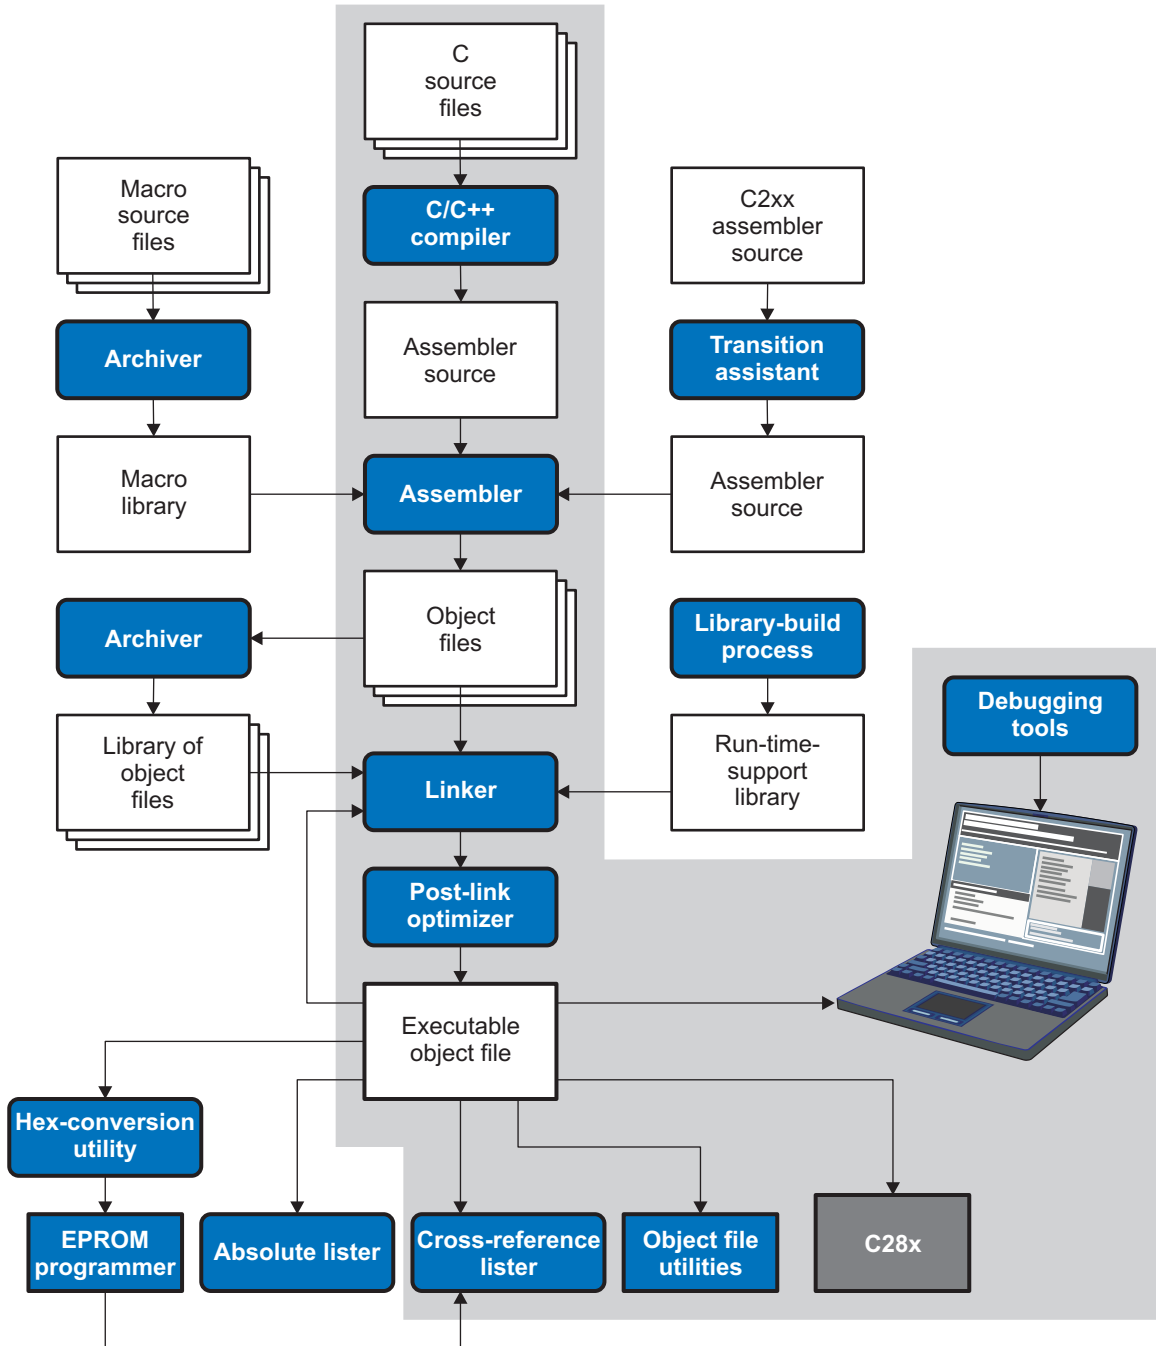 C
source
files
Macro
source
files
C/C++
compiler
C2xx
assembler
source
Archiver
Assembler
source
Transition
assistant
Macro
library
Assembler
Assembler
source
Archiver
Object
files
Library-build
process
Debugging
tools
Library of
object
files
Linker
Run-time-
support
library
Post-link
optimizer
Executable
object file
Hex-conversion
utility
EPROM
programmer
Absolute lister
Cross-reference
lister
Object file
utilities
C28x